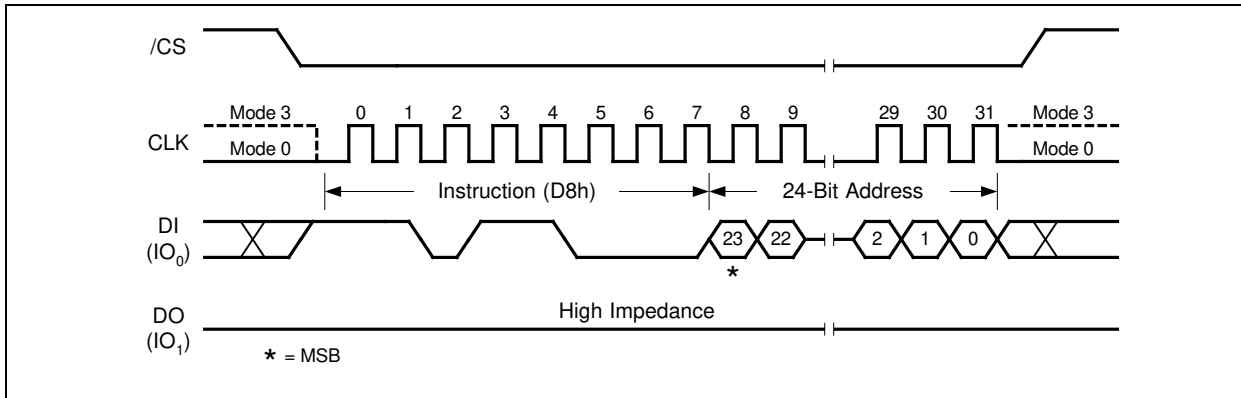 /CS
Mode 3 0 1 2 3 4 5 6 7 8 9 29 30 31 Mode 3
CLK
Mode 0 Mode 0
Instruction (D8h) 24-Bit Address
DI
(IO0)
23 22 2 1 0
*
High Impedance
DO
(IO1)
* = MSB